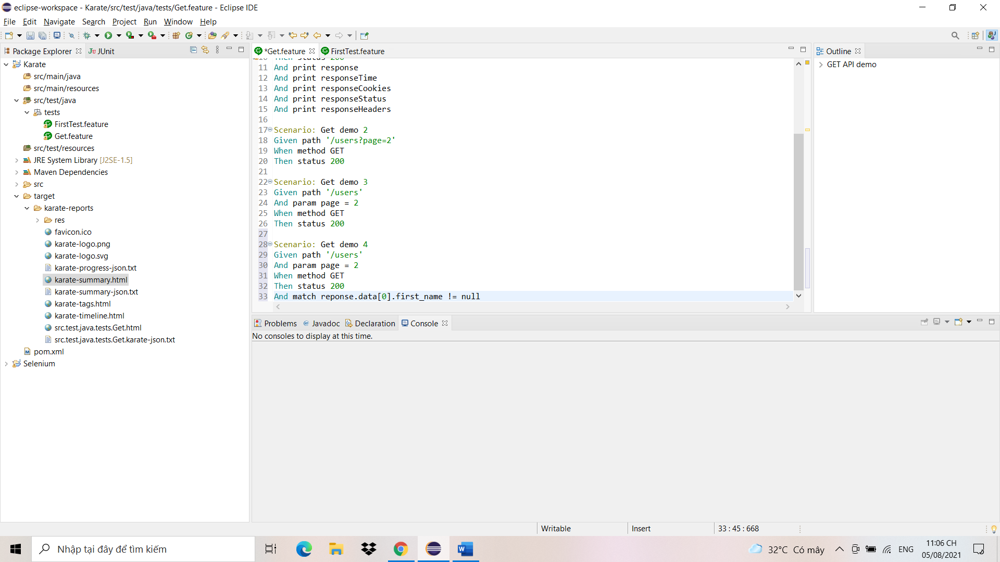 eclipse-workspace - Karate/src/test/java/tests/Get.feature - Eclipse IDE
File Edit Navigate Search Project Run Window Help
Package Explorer JUnit
Karate
src/main/java
src/main/resources
src/test/java
tests
FirstTest.feature
Get.feature
src/test/resources
JRE System Library [J2SE-1.5]
Maven Dependencies
src
target
karate-reports
res
favicon.ico
karate-logo.png
karate-logo.svg
karate-progress-json.txt
karate-summary.html
karate-summary-json.txt
karate-tags.html
karate-timeline.html
src.test.java.tests.Get.html
src.test.java.tests.Get.karate-json.txt
pom.xml
Selenium
*Get.feature FirstTest.feature
10 Then status 200
11 And print response
12 And print responseTime
13 And print responseCookies
14 And print responseStatus
15 And print responseHeaders
16
17 Scenario: Get demo 2
18 Given path '/users?page=2'
19 When method GET
20 Then status 200
21
22 Scenario: Get demo 3
23 Given path '/users'
24 And param page = 2
25 When method GET
26 Then status 200
27
28 Scenario: Get demo 4
29 Given path '/users'
30 And param page = 2
31 When method GET
32 Then status 200
33 And match reponse.data[0].first_name != null
Outline
GET API demo
Problems @ Javadoc Declaration Console
No consoles to display at this time.
Writable Insert 33 : 45 : 668
Nhập tại đây để tìm kiếm
32°C Có mây
ENG
11:06 CH
05/08/2021